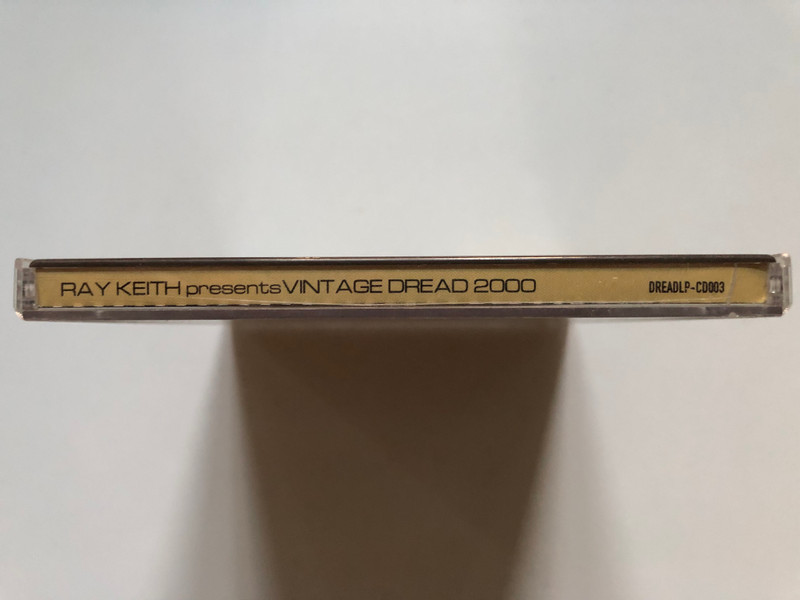 RAY KEITH presents VINTAGE DREAD 2000 DREADLP-CD003